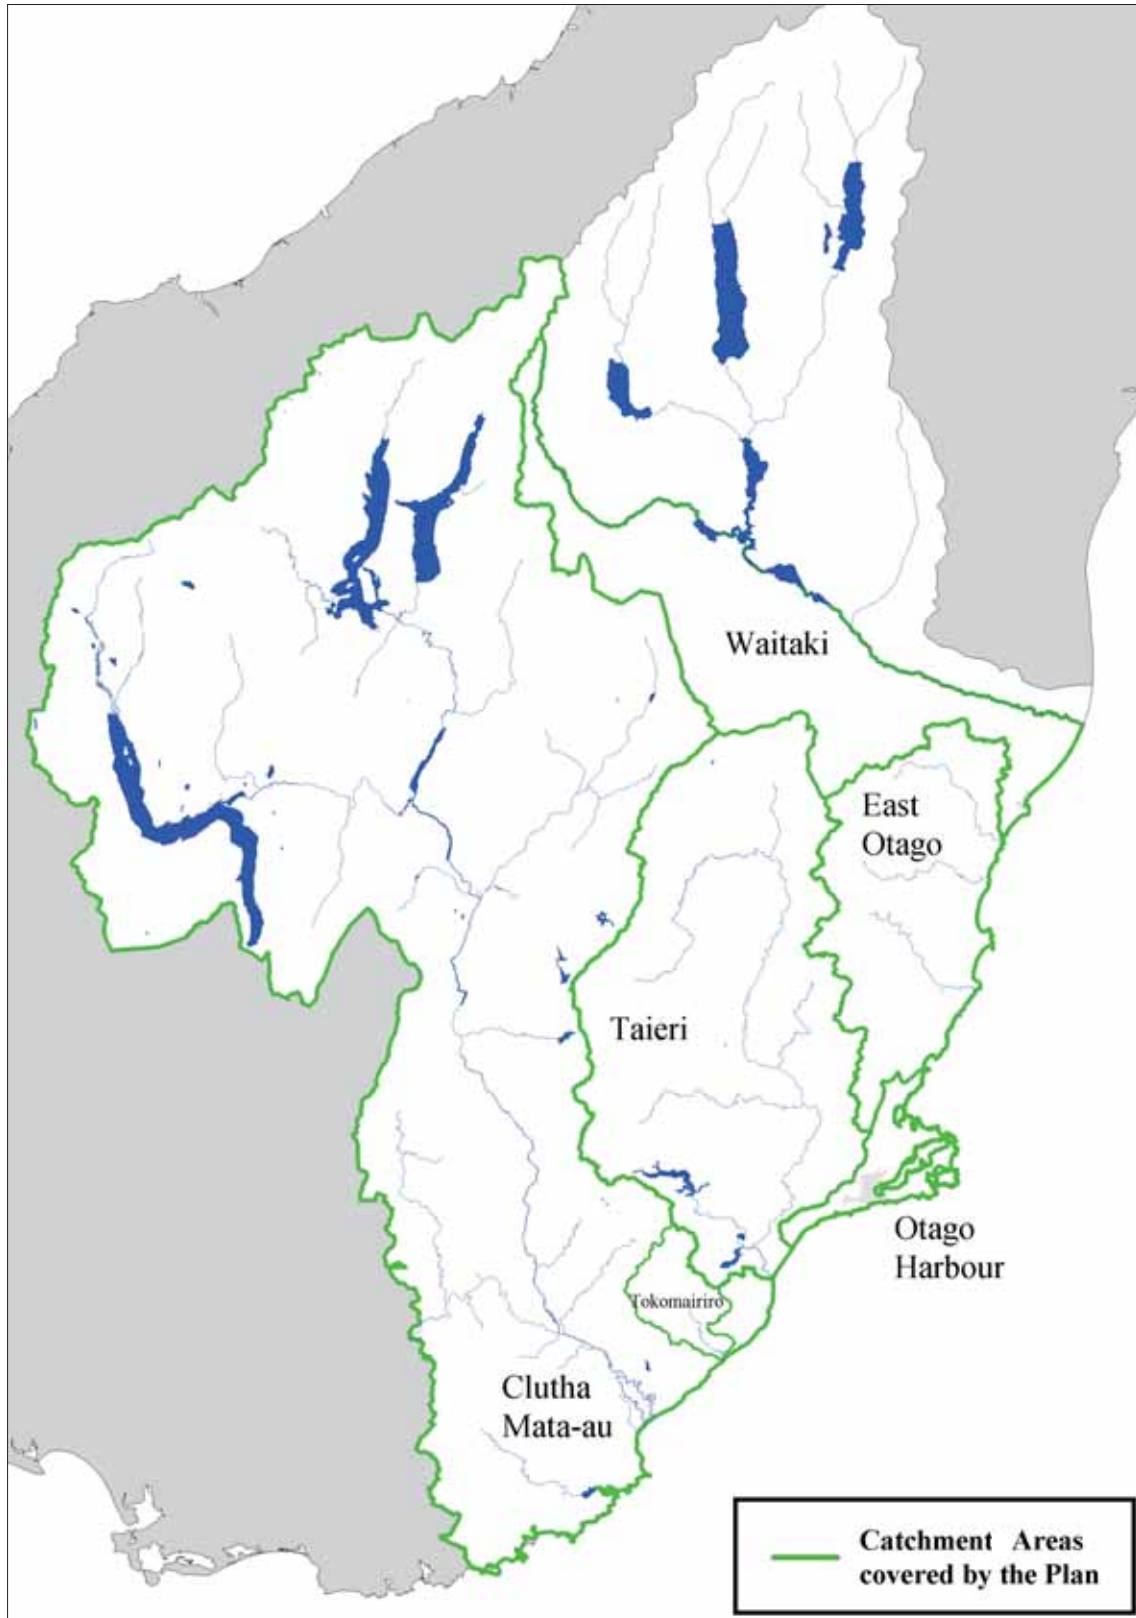 Waitaki
East
Otago
Taieri
Otago
Harbour
Tokomairiro
Clutha
Mata-au
Catchment Areas
covered by the Plan